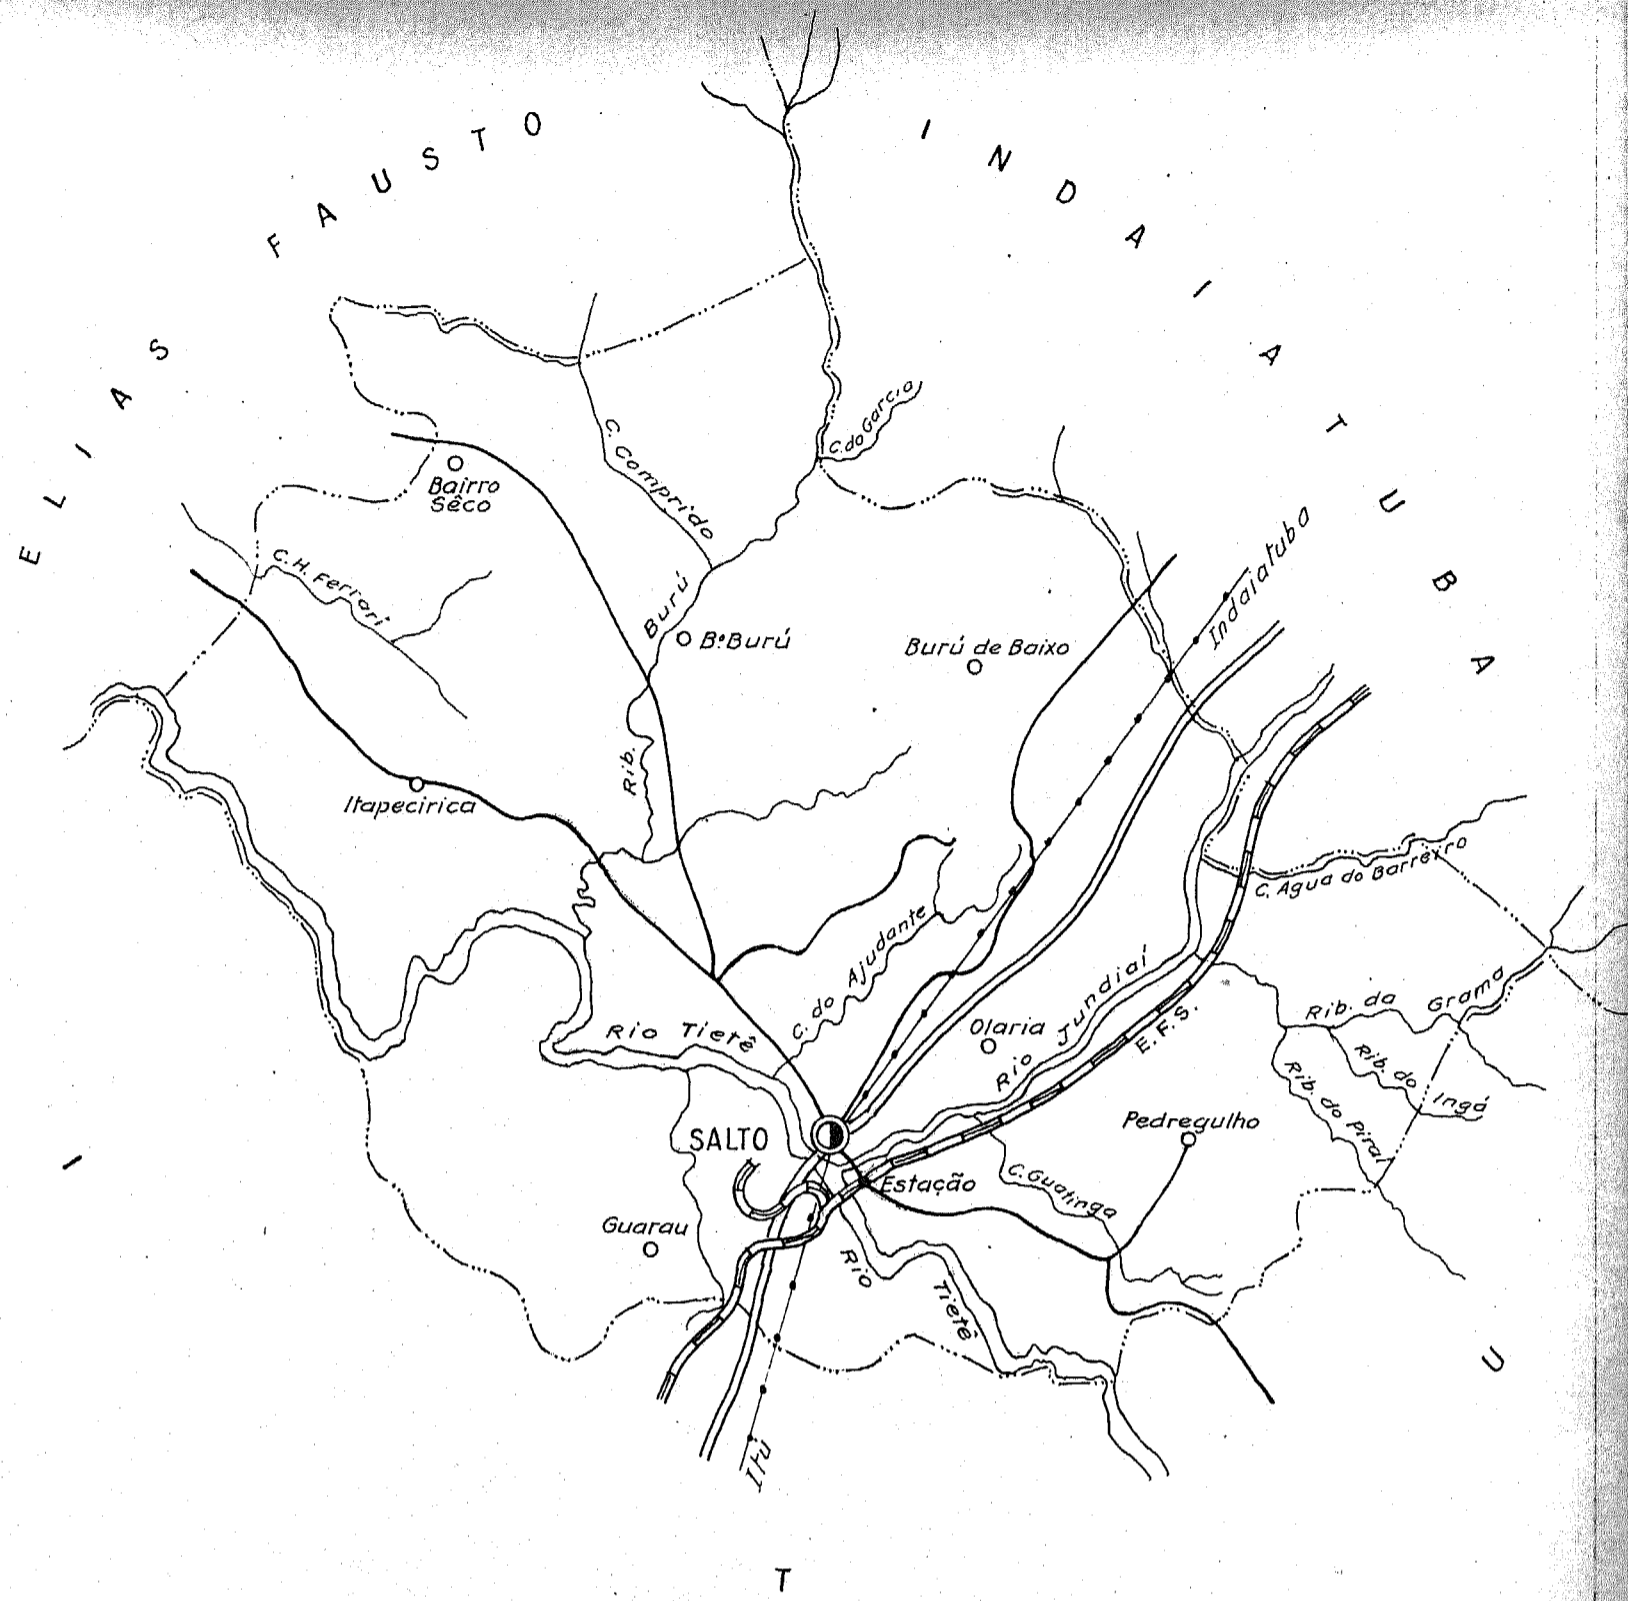 ELIAS FAUSTO
INDAIATUBA
C. do Garcia
C. Comprido
Bairro
Sêco
C. H. Ferrari
Burú
Bº Burú
Burú de Baixo
Indaiatuba
Rib.
Itapecirica
C. Agua do Barreiro
C. do Ajudante
Rio Tietê
Olaria
Rio Jundiaí
E. F. S.
Rib. da Grama
Rib. do Ingá
Rib. do Piraí
Pedregulho
SALTO
Estação
C. Guatinga
Guarau
Rio Tietê
Itú
I T U